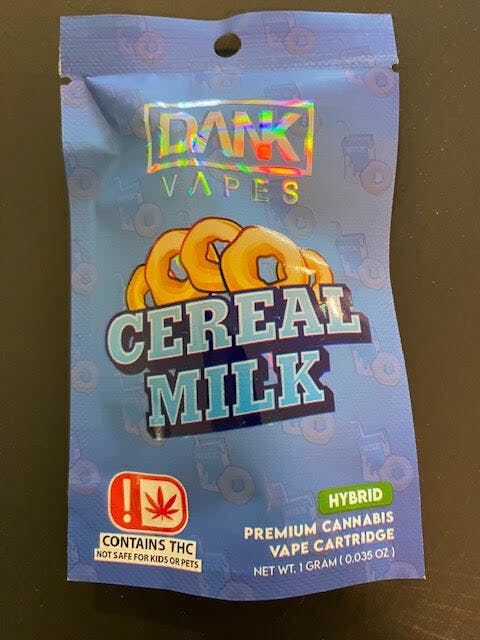 DANK
VAPES
CEREAL
MILK
!
CONTAINS THC
NOT SAFE FOR KIDS OR PETS
HYBRID
PREMIUM CANNABIS
VAPE CARTRIDGE
NET WT. 1 GRAM ( 0.035 OZ )